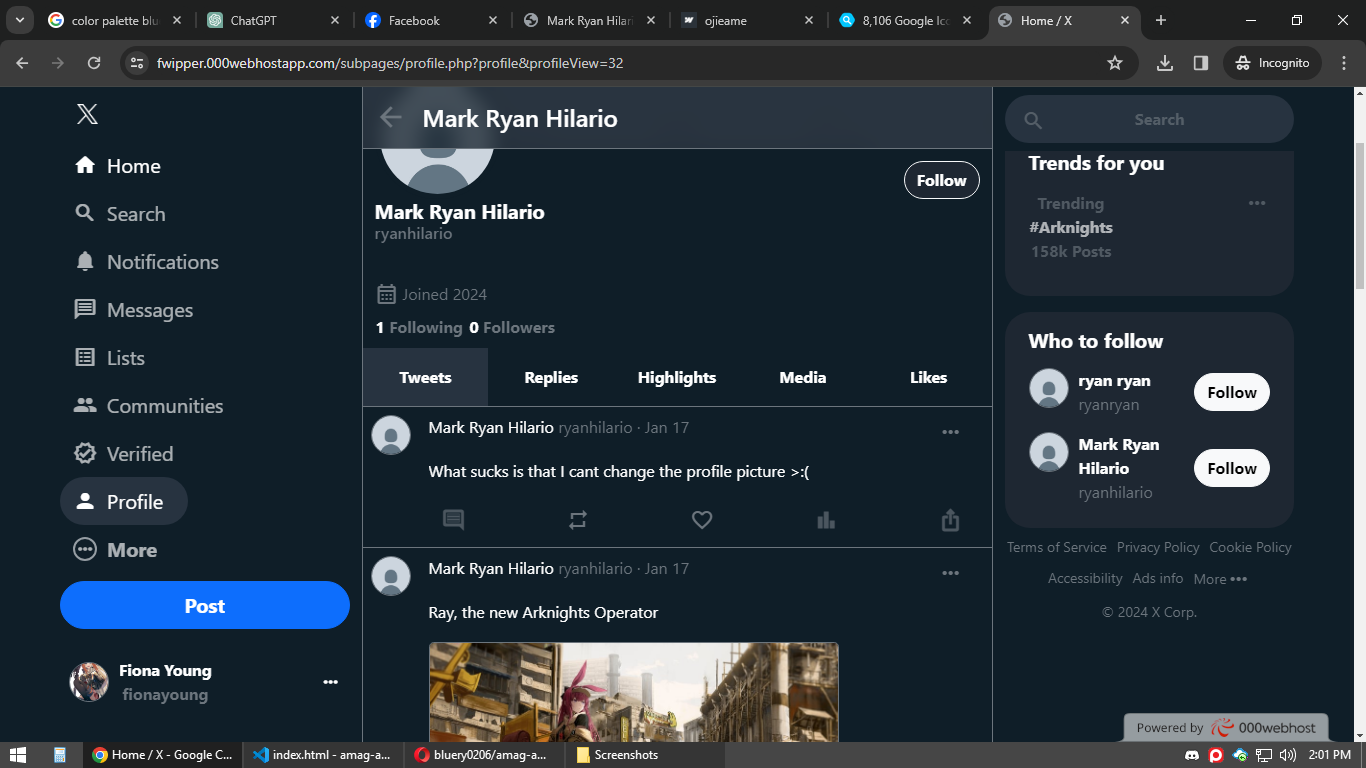 color palette blu
ChatGPT
Facebook
Mark Ryan Hilari
ojieame
8,106 Google Ico
Home / X
fwipper.000webhostapp.com/subpages/profile.php?profile&profileView=32
Incognito
X
Home
Search
Notifications
Messages
Lists
Communities
Verified
Profile
More
Post
Fiona Young
fionayoung
Mark Ryan Hilario
Follow
Mark Ryan Hilario
ryanhilario
Joined 2024
1 Following 0 Followers
Tweets Replies Highlights Media Likes
Mark Ryan Hilario ryanhilario · Jan 17
What sucks is that I cant change the profile picture >:(
Mark Ryan Hilario ryanhilario · Jan 17
Ray, the new Arknights Operator
Search
Trends for you
Trending
#Arknights
158k Posts
Who to follow
ryan ryan
ryanryan
Follow
Mark Ryan
Hilario
ryanhilario
Follow
Terms of Service Privacy Policy Cookie Policy
Accessibility Ads info More
© 2024 X Corp.
Powered by 000webhost
Home / X - Google C...
index.html - amag-a...
bluery0206/amag-a...
Screenshots
2:01 PM